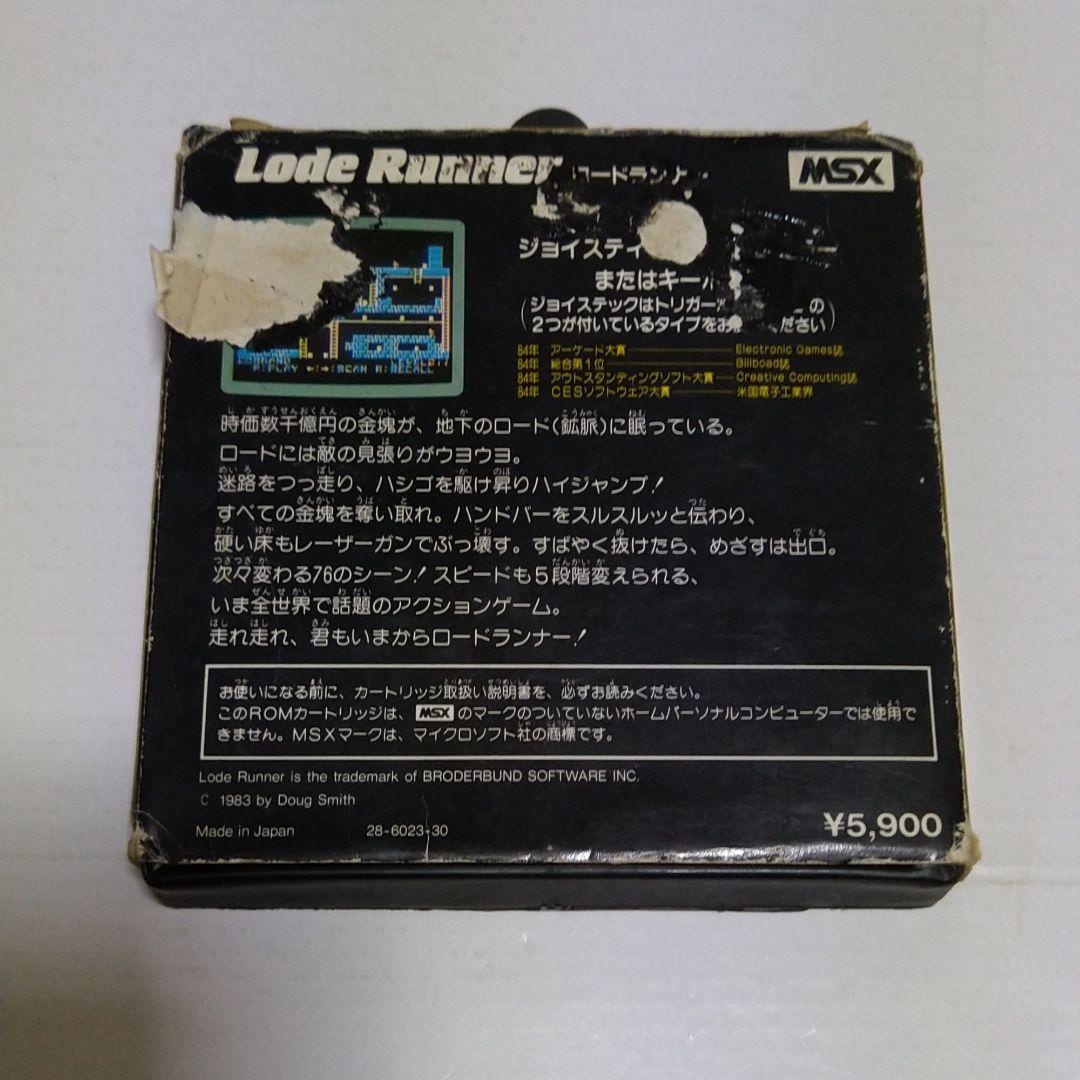 Lode Runner ロードランナー
MSX
ジョイスティ
またはキーボ
(ジョイステックはトリガー の
2つが付いているタイプをお ください)
84年 アーケード大賞 Electronic Games誌
84年 総合第1位 Billboad誌
84年 アウトスタンディングソフト大賞 Creative Computing誌
84年 CESソフトウェア大賞 米国電子工業界
PLAY SCAN R:RECALL
時価数千億円の金塊が、地下のロード(鉱脈)に眠っている。
ロードには敵の見張りがウヨウヨ。
迷路をつっ走り、ハシゴを駆け昇りハイジャンプ!
すべての金塊を奪い取れ。ハンドバーをスルスルッと伝わり、
硬い床もレーザーガンでぶっ壊す。すばやく抜けたら、めざすは出口。
次々変わる76のシーン!スピードも5段階変えられる、
いま全世界で話題のアクションゲーム。
走れ走れ、君もいまからロードランナー!
お使いになる前に、カートリッジ取扱い説明書を、必ずお読みください。
このROMカートリッジは、MSXのマークのついていないホームパーソナルコンピューターでは使用で
きません。MSXマークは、マイクロソフト社の商標です。
Lode Runner is the trademark of BRODERBUND SOFTWARE INC.
C 1983 by Doug Smith
Made in Japan 28-6023-30
¥5,900